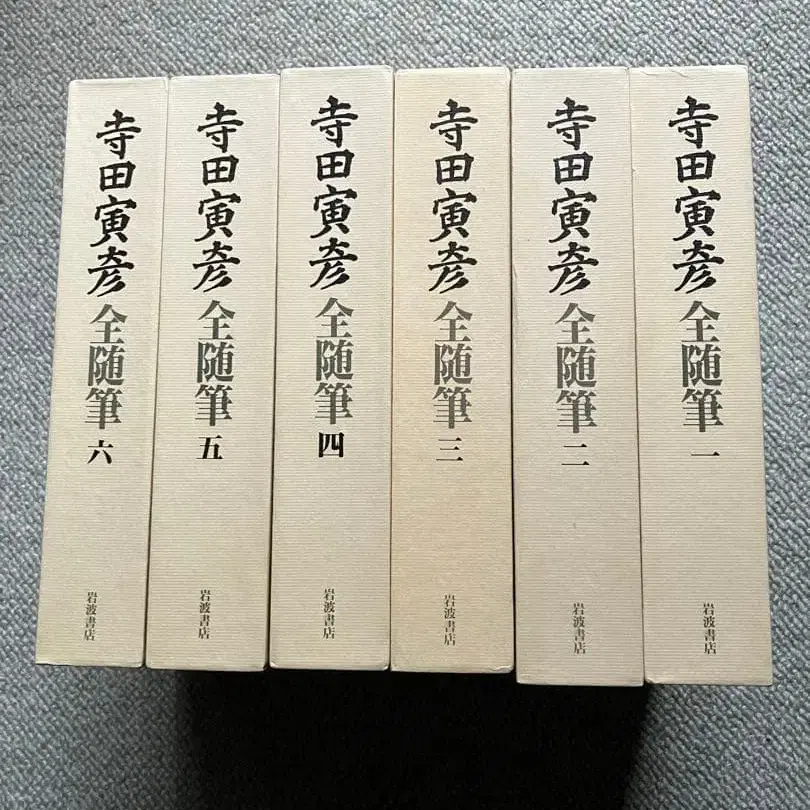 寺田寅彦
全随筆
一
岩波書店
寺田寅彦
全随筆
二
岩波書店
寺田寅彦
全随筆
三
岩波書店
寺田寅彦
全随筆
四
岩波書店
寺田寅彦
全随筆
五
岩波書店
寺田寅彦
全随筆
六
岩波書店